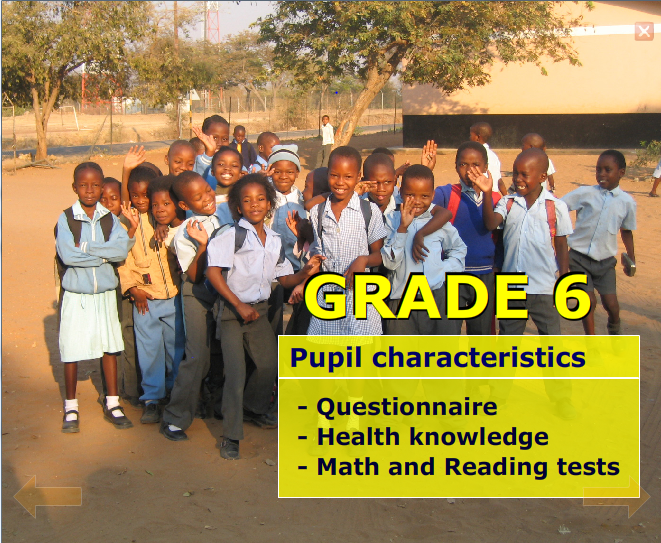 GRADE 6
Pupil characteristics
- Questionnaire
- Health knowledge
- Math and Reading tests